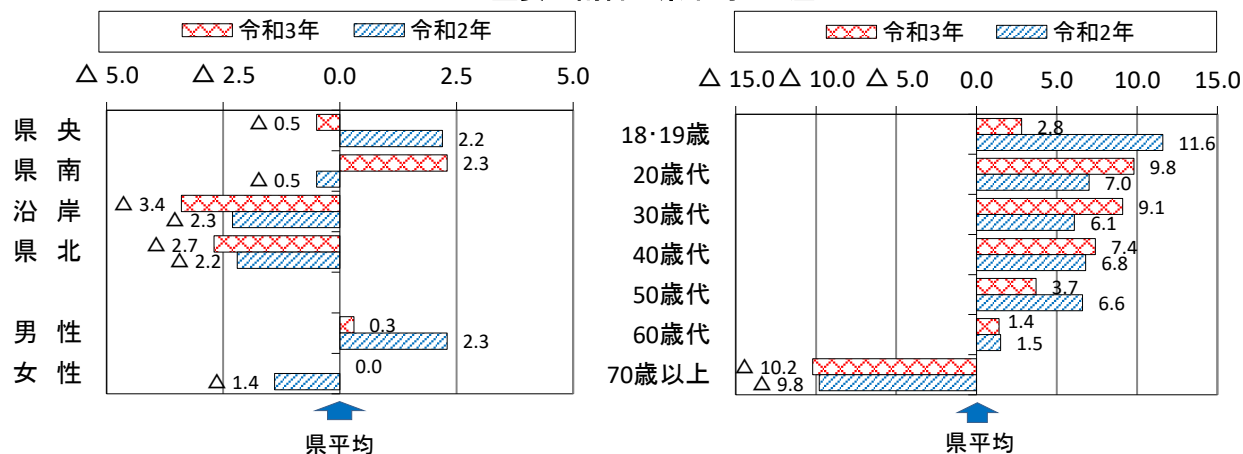 令和3年 令和2年
△ 5.0 △ 2.5 0.0 2.5 5.0
県 央 △ 0.5 2.2
県 南 2.3 △ 0.5
沿 岸 △ 3.4 △ 2.3
県 北 △ 2.7 △ 2.2
男 性 0.3 2.3
女 性 0.0 △ 1.4
県平均
令和3年 令和2年
△ 15.0 △ 10.0 △ 5.0 0.0 5.0 10.0 15.0
18･19歳 2.8 11.6
20歳代 9.8 7.0
30歳代 9.1 6.1
40歳代 7.4 6.8
50歳代 3.7 6.6
60歳代 1.4 1.5
70歳以上 △ 10.2 △ 9.8
県平均